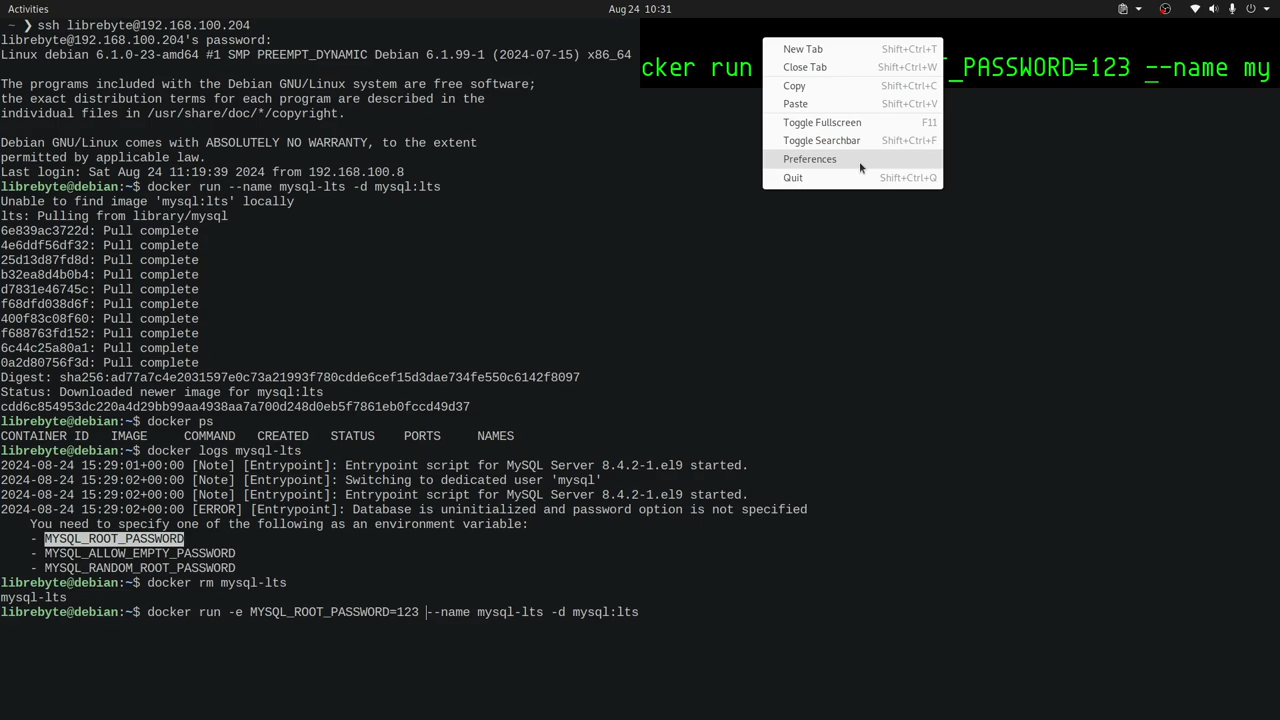 Activities
Aug 24 10:31
~ ❯ ssh librebyte@192.168.100.204
librebyte@192.168.100.204's password:
Linux debian 6.1.0-23-amd64 #1 SMP PREEMPT_DYNAMIC Debian 6.1.99-1 (2024-07-15) x86_64
The programs included with the Debian GNU/Linux system are free software;
the exact distribution terms for each program are described in the
individual files in /usr/share/doc/*/copyright.
Debian GNU/Linux comes with ABSOLUTELY NO WARRANTY, to the extent
permitted by applicable law.
Last login: Sat Aug 24 11:19:39 2024 from 192.168.100.8
librebyte@debian:~$ docker run --name mysql-lts -d mysql:lts
Unable to find image 'mysql:lts' locally
lts: Pulling from library/mysql
6e839ac3722d: Pull complete
4e6ddf56df32: Pull complete
25d13d87fd8d: Pull complete
b32ea8d4b0b4: Pull complete
d7831e46745c: Pull complete
f68dfd038d6f: Pull complete
400f83c08f60: Pull complete
f688763fd152: Pull complete
6c44c25a80a1: Pull complete
0a2d80756f3d: Pull complete
Digest: sha256:ad77a7c4e2031597e0c73a21993f780cdde6cef15d3dae734fe550c6142f8097
Status: Downloaded newer image for mysql:lts
cdd6c854953dc220a4d29bb99aa4938aa7a700d248d0eb5f7861eb0fccd49d37
librebyte@debian:~$ docker ps
CONTAINER ID IMAGE COMMAND CREATED STATUS PORTS NAMES
librebyte@debian:~$ docker logs mysql-lts
2024-08-24 15:29:01+00:00 [Note] [Entrypoint]: Entrypoint script for MySQL Server 8.4.2-1.el9 started.
2024-08-24 15:29:02+00:00 [Note] [Entrypoint]: Switching to dedicated user 'mysql'
2024-08-24 15:29:02+00:00 [Note] [Entrypoint]: Entrypoint script for MySQL Server 8.4.2-1.el9 started.
2024-08-24 15:29:02+00:00 [ERROR] [Entrypoint]: Database is uninitialized and password option is not specified
You need to specify one of the following as an environment variable:
- MYSQL_ROOT_PASSWORD
- MYSQL_ALLOW_EMPTY_PASSWORD
- MYSQL_RANDOM_ROOT_PASSWORD
librebyte@debian:~$ docker rm mysql-lts
mysql-lts
librebyte@debian:~$ docker run -e MYSQL_ROOT_PASSWORD=123 --name mysql-lts -d mysql:lts
cker run T_PASSWORD=123 --name my
New Tab Shift+Ctrl+T
Close Tab Shift+Ctrl+W
Copy Shift+Ctrl+C
Paste Shift+Ctrl+V
Toggle Fullscreen F11
Toggle Searchbar Shift+Ctrl+F
Preferences
Quit Shift+Ctrl+Q